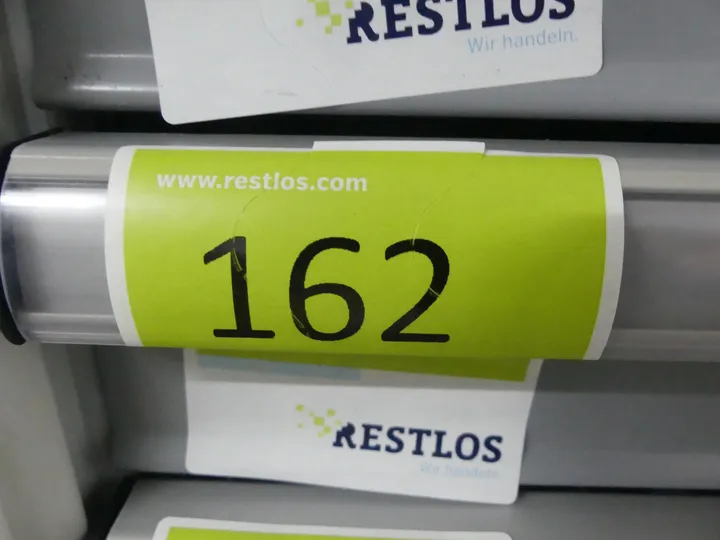 RESTLOS
Wir handeln.
www.restlos.com
162
RESTLOS
Wir handeln.